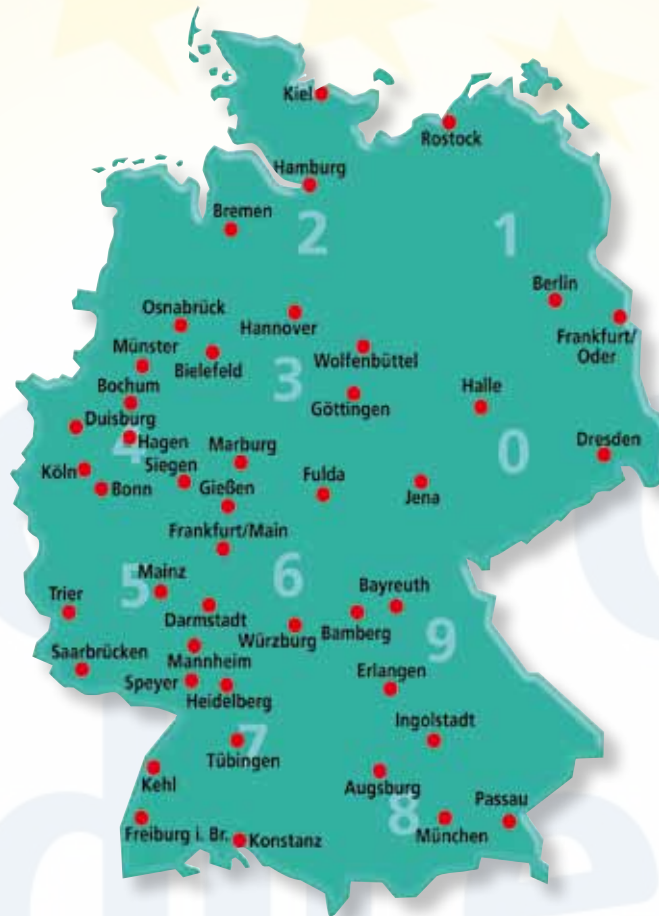 Kiel
Rostock
Hamburg
Bremen
2
1
Berlin
Osnabrück
Hannover
Frankfurt/
Oder
Münster
Bielefeld
Wolfenbüttel
3
Bochum
Göttingen
Halle
Duisburg
4
Hagen
Marburg
0
Dresden
Köln
Siegen
Bonn
Gießen
Fulda
Jena
Frankfurt/Main
5
Mainz
6
Bayreuth
Trier
Darmstadt
Würzburg
Bamberg
9
Saarbrücken
Mannheim
Speyer
Heidelberg
Erlangen
Ingolstadt
7
Tübingen
Kehl
Augsburg
8
Passau
München
Freiburg i. Br.
Konstanz